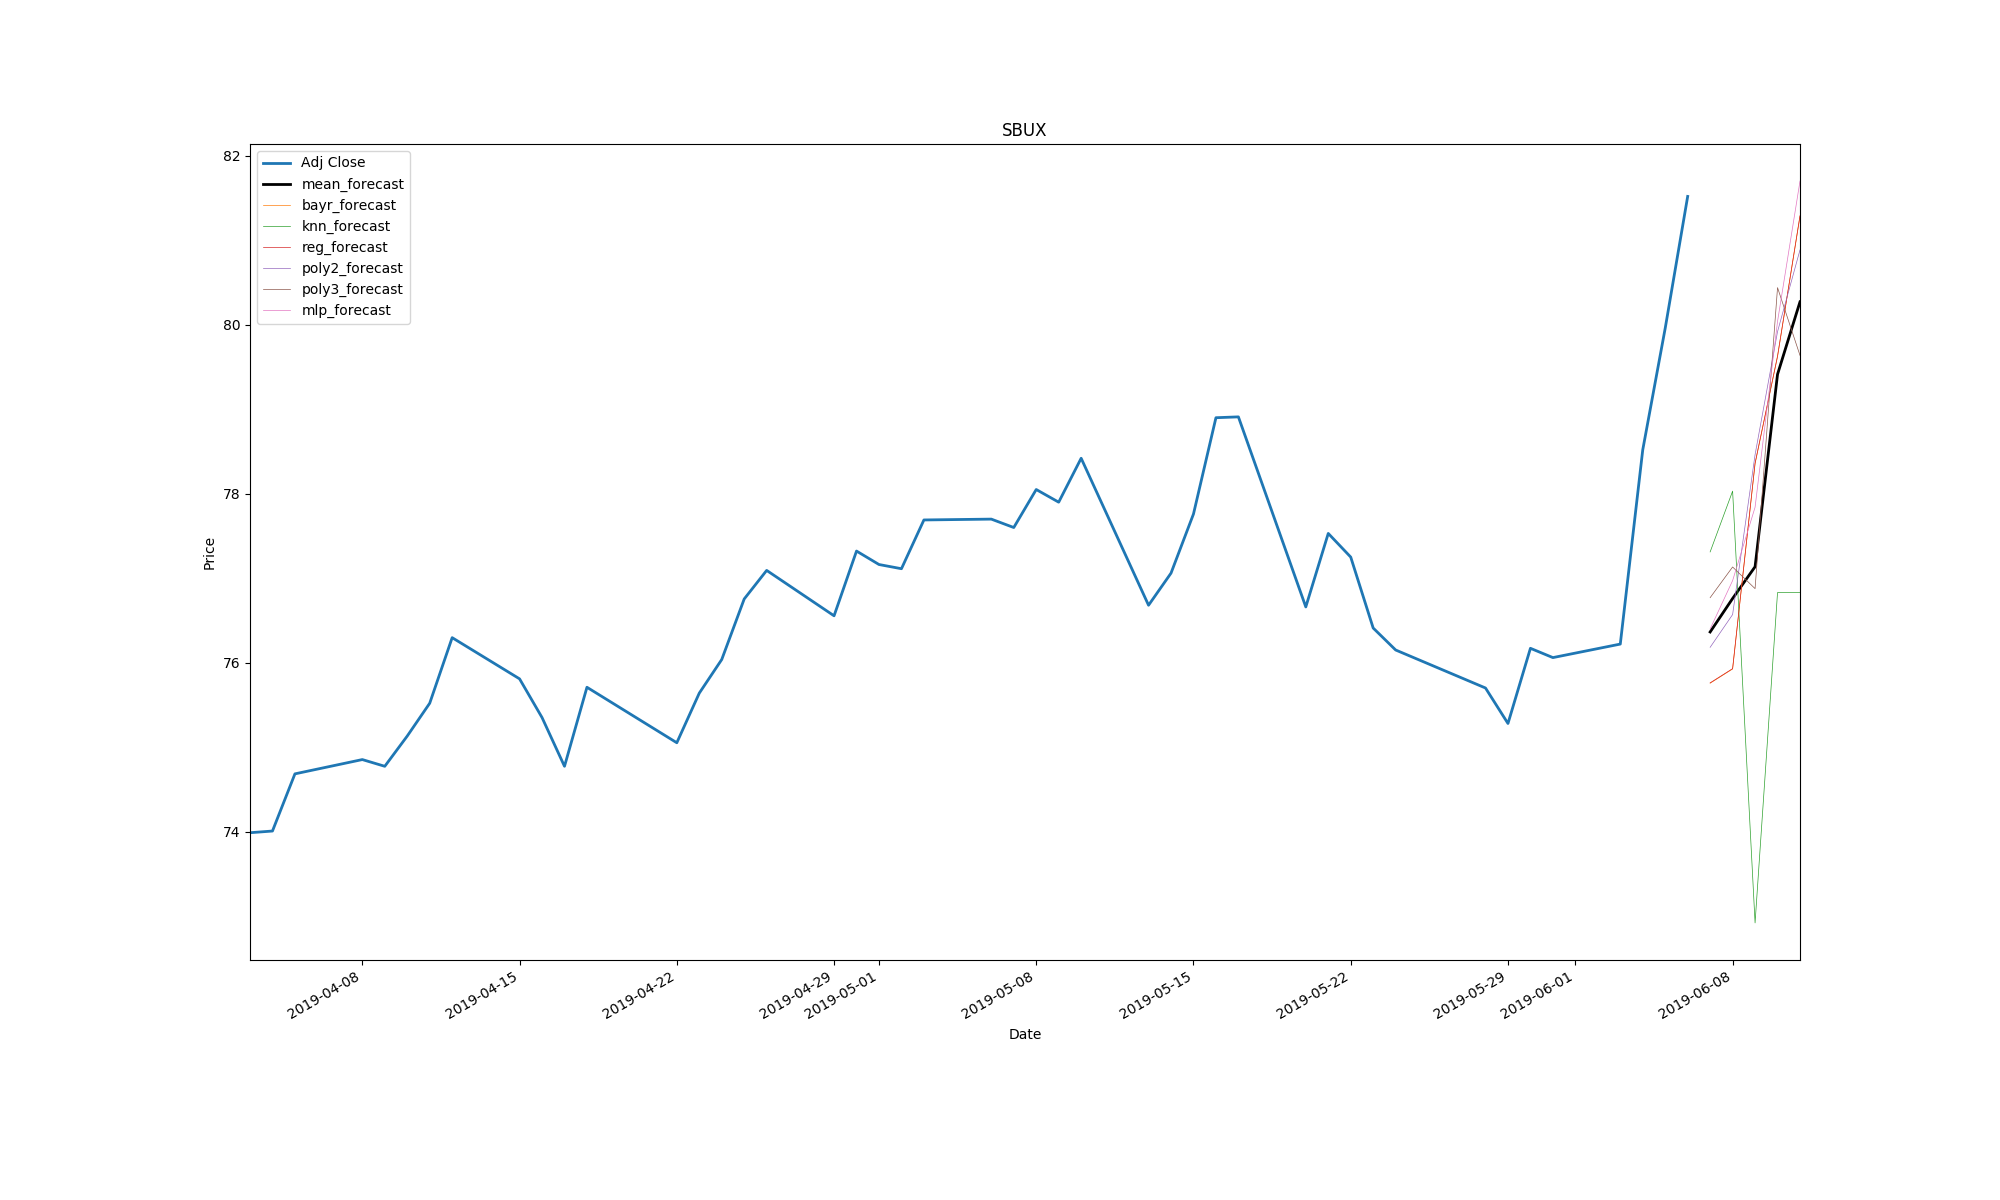 SBUX
82
80
78
76
74
Price
Adj Close
mean_forecast
bayr_forecast
knn_forecast
reg_forecast
poly2_forecast
poly3_forecast
mlp_forecast
2019-04-08
2019-04-15
2019-04-22
2019-04-29
2019-05-01
2019-05-08
2019-05-15
2019-05-22
2019-05-29
2019-06-01
2019-06-08
Date